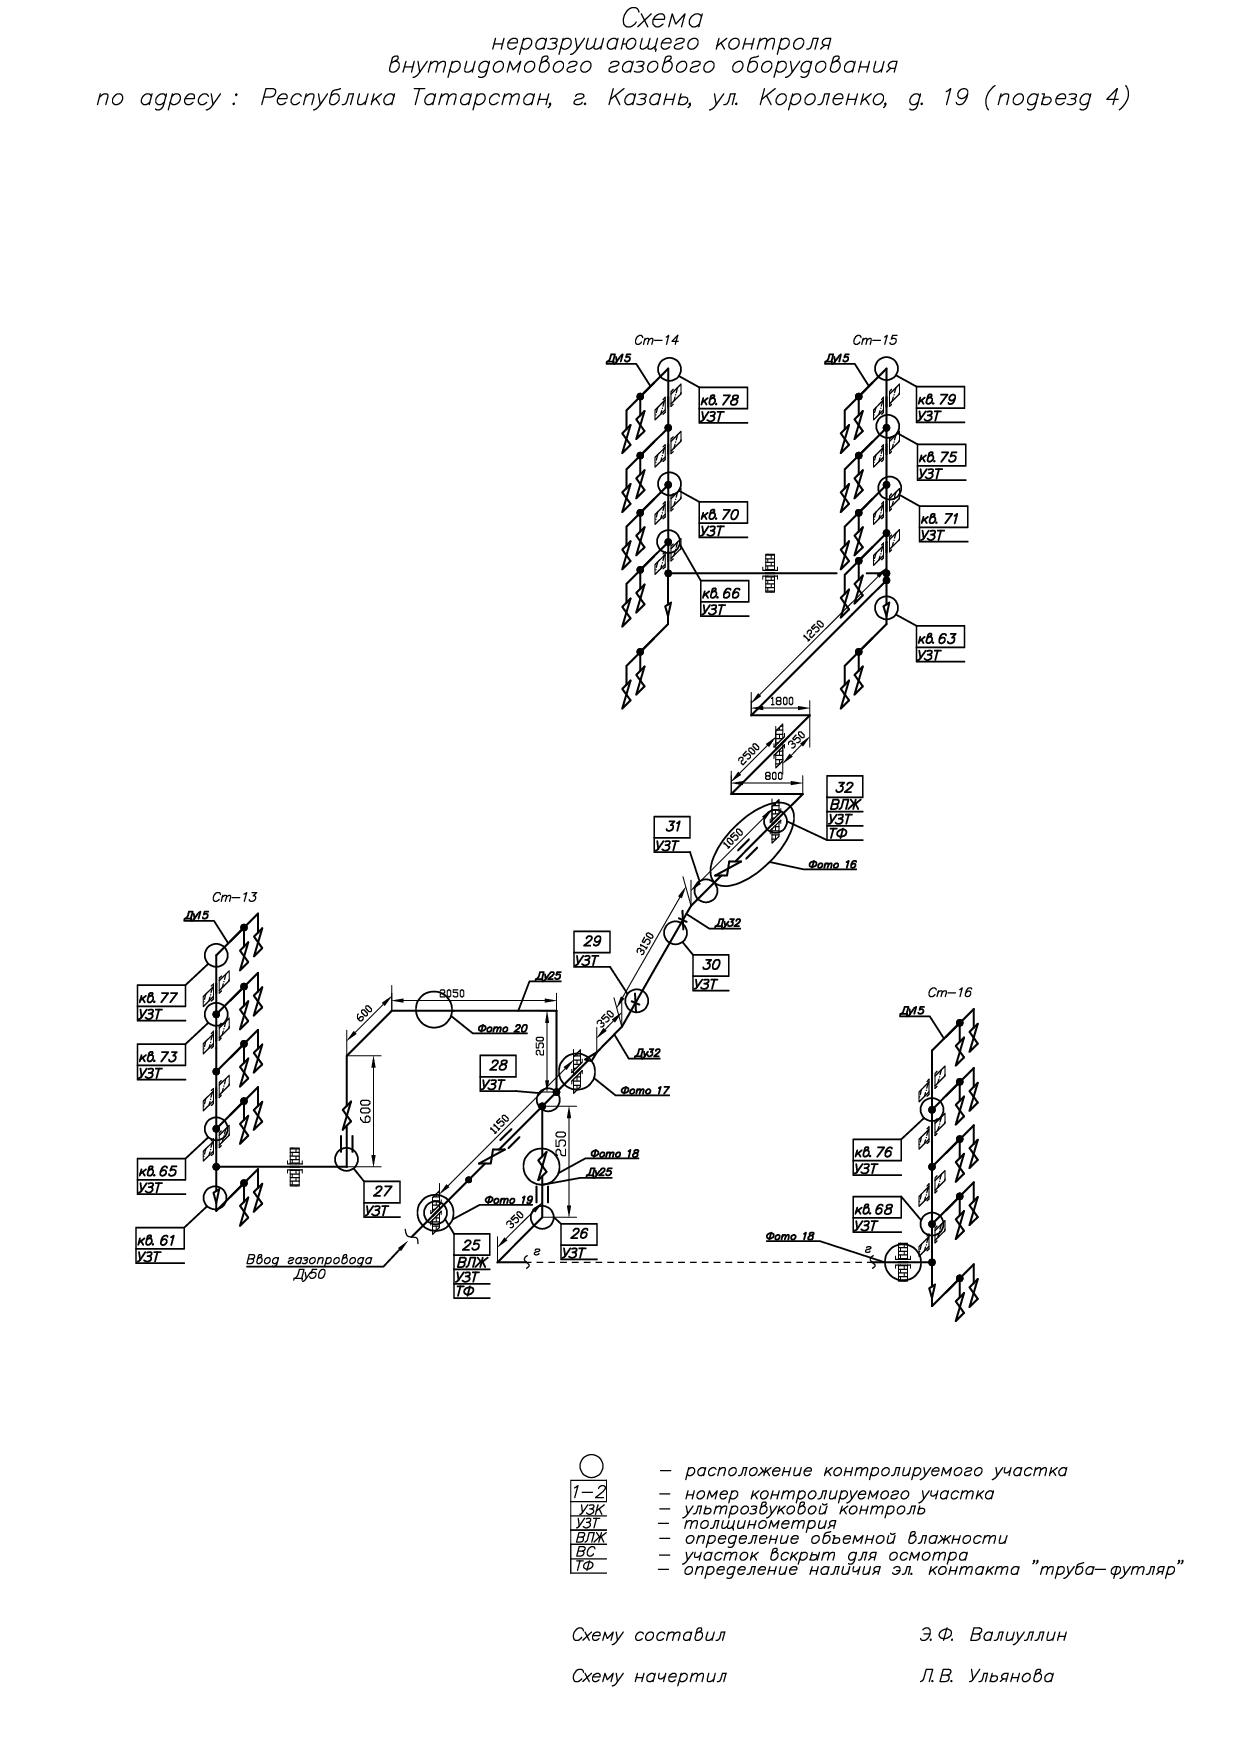 Схема
неразрушающего контроля
внутридомового газового оборудования
по адресу : Республика Татарстан, г. Казань, ул. Короленко, д. 19 (подъезд 4)
Ст-14
Ду15
кв. 78
УЗТ
кв. 70
УЗТ
кв. 66
УЗТ
Ст-15
Ду15
кв. 79
УЗТ
кв. 75
УЗТ
кв. 71
УЗТ
кв. 63
УЗТ
1250
1800
2500
350
800
32
ВЛЖ
УЗТ
ТФ
31
УЗТ
1050
Фото 16
Ду32
29
УЗТ
3150
30
УЗТ
350
Ду32
Ст-13
Ду15
кв. 77
УЗТ
кв. 73
УЗТ
кв. 65
УЗТ
кв. 61
УЗТ
600
8050
Ду25
Фото 20
250
600
28
УЗТ
Фото 17
1150
250
Фото 18
Ду25
27
УЗТ
Фото 19
350
26
УЗТ
25
ВЛЖ
УЗТ
ТФ
Ввод газопровода
Ду50
г
Ст-16
Ду15
кв. 76
УЗТ
кв. 68
УЗТ
Фото 18
г
– расположение контролируемого участка
1-2 – номер контролируемого участка
УЗК – ультрозвуковой контроль
УЗТ – толщинометрия
ВЛЖ – определение обьемной влажности
ВС – участок вскрыт для осмотра
ТФ – определение наличия эл. контакта "труба-футляр"
Схему составил Э.Ф. Валиуллин
Схему начертил Л.В. Ульянова